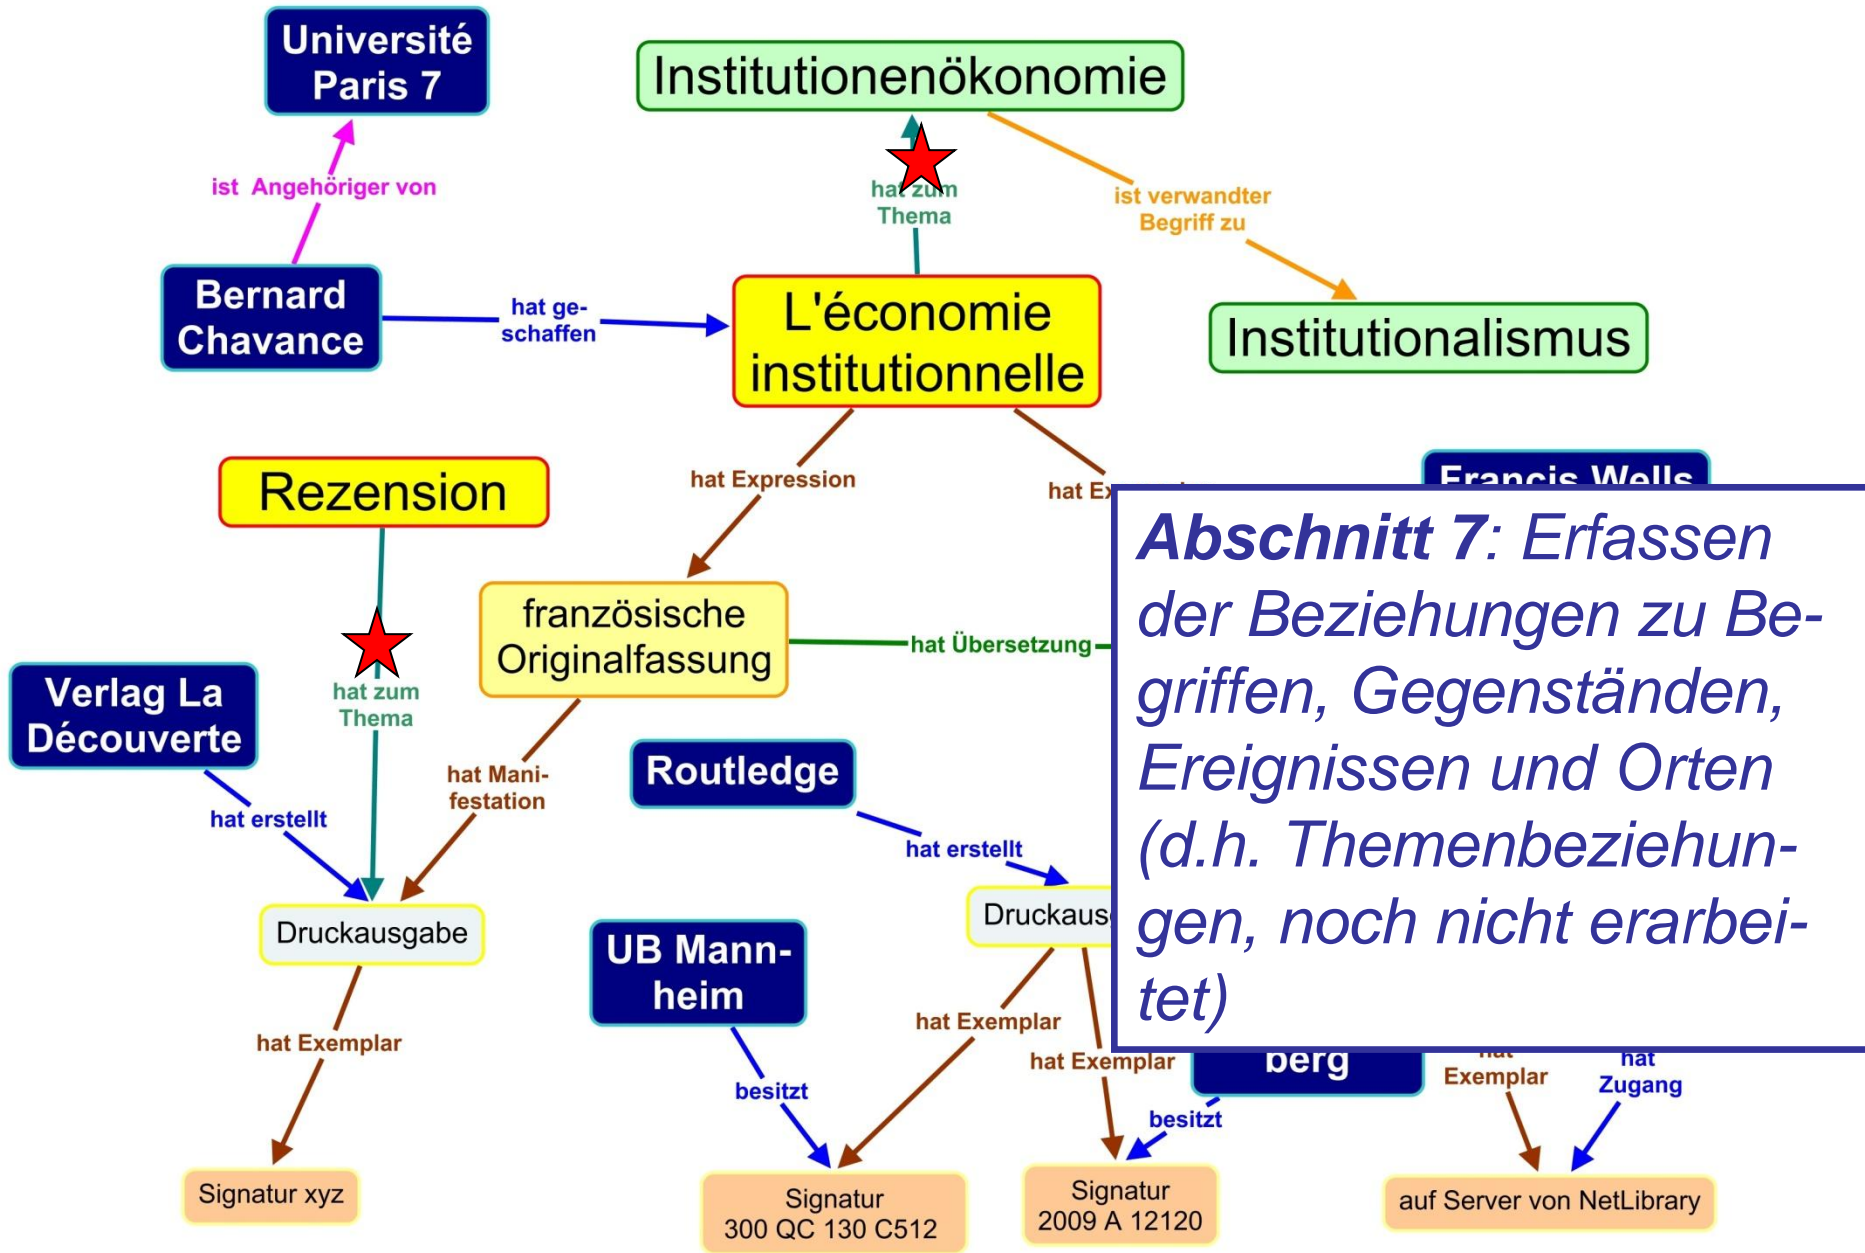 Université
Paris 7
Institutionenökonomie
ist Angehöriger von
hat zum
Thema
ist verwandter
Begriff zu
Bernard
Chavance
hat ge-
schaffen
L'économie
institutionnelle
Institutionalismus
Rezension
hat Expression
hat
Francis Wells
Abschnitt 7: Erfassen
der Beziehungen zu Be-
griffen, Gegenständen,
Ereignissen und Orten
(d.h. Themenbeziehun-
gen, noch nicht erarbei-
tet)
französische
Originalfassung
hat Übersetzung
hat zum
Thema
Verlag La
Découverte
hat erstellt
hat Mani-
festation
Routledge
hat erstellt
Druckausgabe
UB Mann-
heim
hat Exemplar
besitzt
hat Exemplar
hat Exemplar
berg
besitzt
hat
Exemplar
hat
Zugang
Signatur xyz
Signatur
300 QC 130 C512
Signatur
2009 A 12120
auf Server von NetLibrary